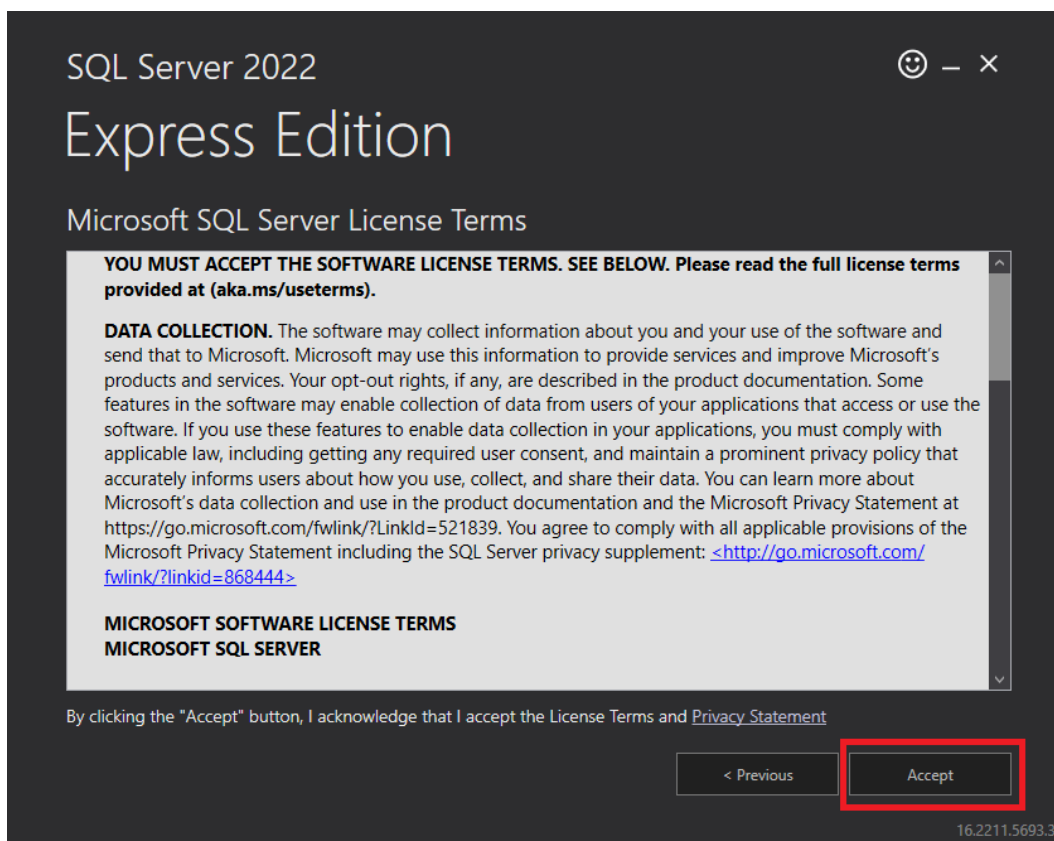 SQL Server 2022
Express Edition
Microsoft SQL Server License Terms
YOU MUST ACCEPT THE SOFTWARE LICENSE TERMS. SEE BELOW. Please read the full license terms
provided at (aka.ms/useterms).
DATA COLLECTION. The software may collect information about you and your use of the software and
send that to Microsoft. Microsoft may use this information to provide services and improve Microsoft’s
products and services. Your opt-out rights, if any, are described in the product documentation. Some
features in the software may enable collection of data from users of your applications that access or use the
software. If you use these features to enable data collection in your applications, you must comply with
applicable law, including getting any required user consent, and maintain a prominent privacy policy that
accurately informs users about how you use, collect, and share their data. You can learn more about
Microsoft’s data collection and use in the product documentation and the Microsoft Privacy Statement at
https://go.microsoft.com/fwlink/?LinkId=521839. You agree to comply with all applicable provisions of the
Microsoft Privacy Statement including the SQL Server privacy supplement: <http://go.microsoft.com/
fwlink/?linkid=868444>
MICROSOFT SOFTWARE LICENSE TERMS
MICROSOFT SQL SERVER
By clicking the "Accept" button, I acknowledge that I accept the License Terms and Privacy Statement
< Previous
Accept
16.2211.5693.3